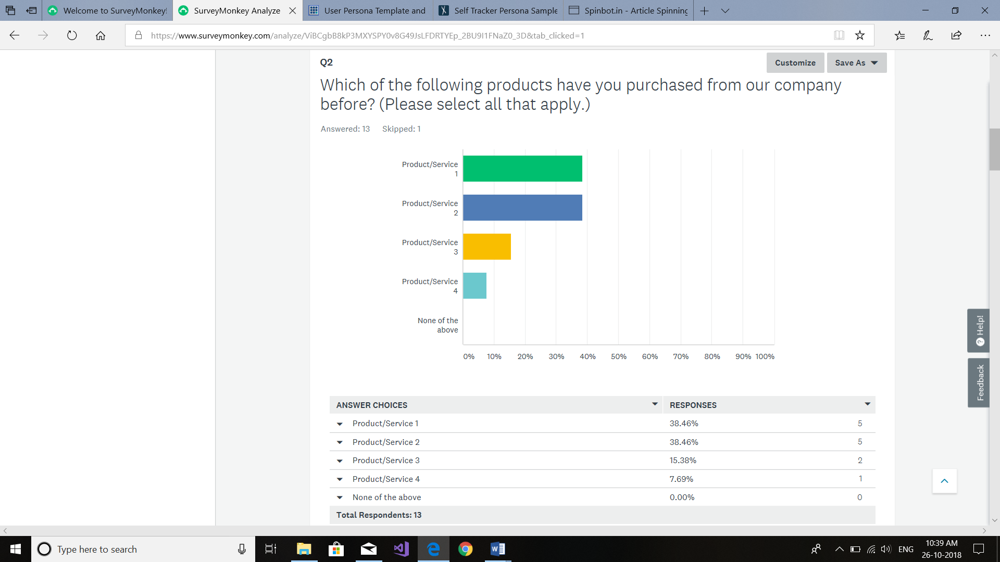 Welcome to SurveyMonkey!
SurveyMonkey Analyze
User Persona Template and
Self Tracker Persona Sample
Spinbot.in - Article Spinning
https://www.surveymonkey.com/analyze/ViBCgbB8kP3MXYSPY0v8G49JsLFDRTYEp_2BU9I1FNaZ0_3D&tab_clicked=1
Q2
Customize
Save As
Which of the following products have you purchased from our company
before? (Please select all that apply.)
Answered: 13 Skipped: 1
Product/Service
1
Product/Service
2
Product/Service
3
Product/Service
4
None of the
above
0% 10% 20% 30% 40% 50% 60% 70% 80% 90% 100%
Help!
Feedback
ANSWER CHOICES RESPONSES
Product/Service 1 38.46% 5
Product/Service 2 38.46% 5
Product/Service 3 15.38% 2
Product/Service 4 7.69% 1
None of the above 0.00% 0
Total Respondents: 13
Type here to search
ENG
10:39 AM
26-10-2018